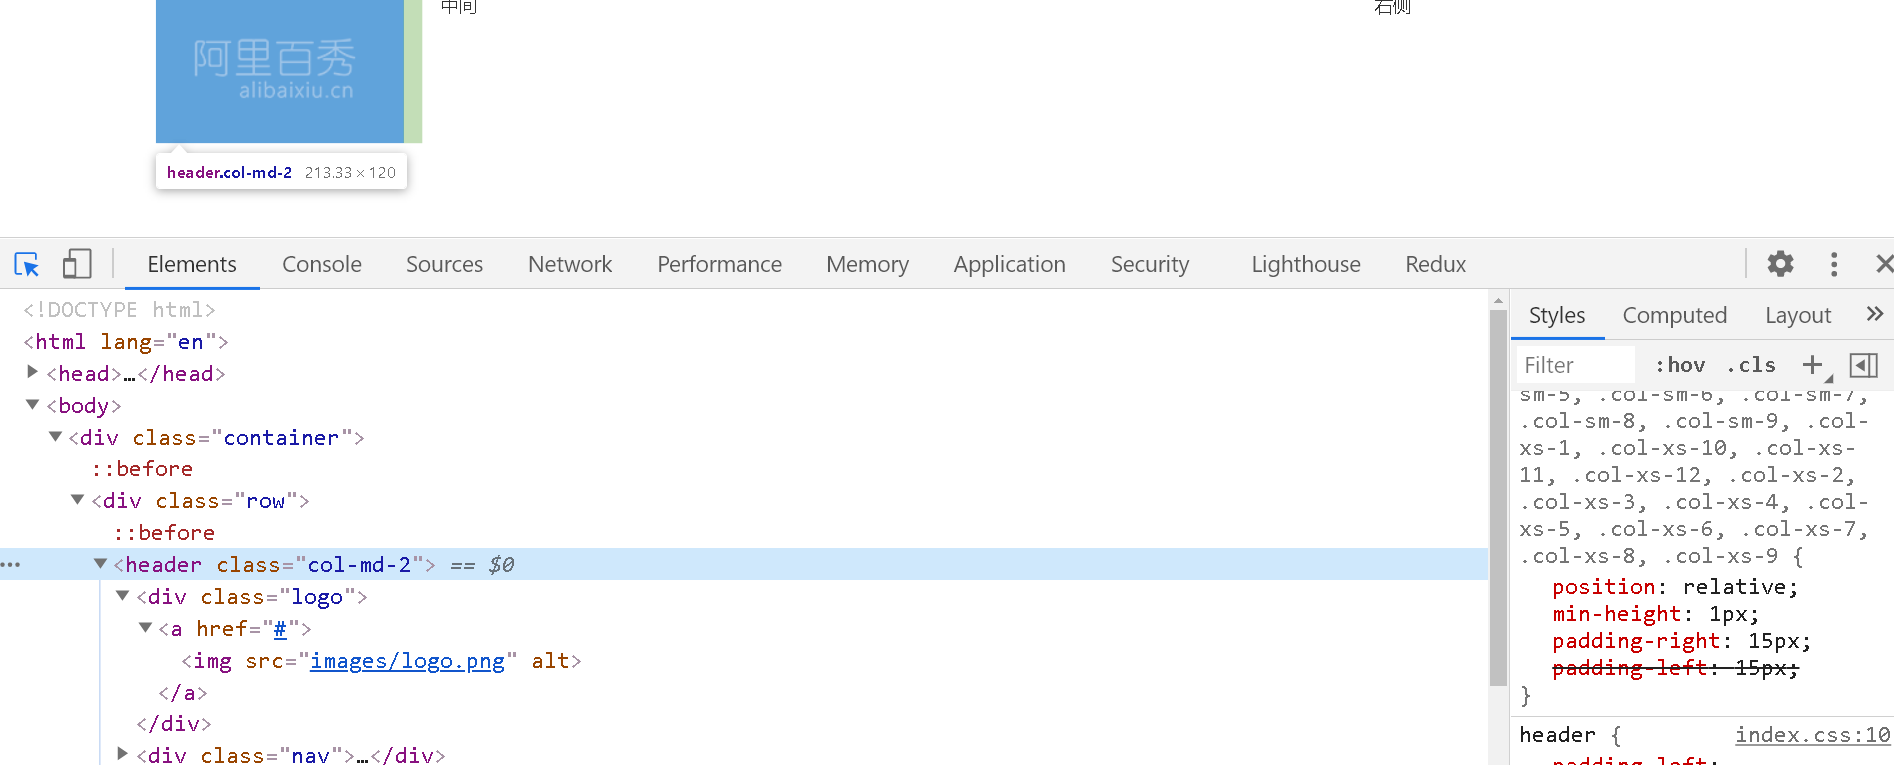 中间
右侧
阿里百秀
alibaixiu.cn
header.col-md-2 213.33 × 120
Elements Console Sources Network Performance Memory Application Security Lighthouse Redux
<!DOCTYPE html>
<html lang="en">
<head>…</head>
<body>
<div class="container">
::before
<div class="row">
::before
<header class="col-md-2"> == $0
<div class="logo">
<a href="#">
<img src="images/logo.png" alt>
</a>
</div>
<div class="nav">…</div>
Styles Computed Layout »
Filter :hov .cls +
sm-5, .col-sm-6, .col-sm-7,
.col-sm-8, .col-sm-9, .col-
xs-1, .col-xs-10, .col-xs-
11, .col-xs-12, .col-xs-2,
.col-xs-3, .col-xs-4, .col-
xs-5, .col-xs-6, .col-xs-7,
.col-xs-8, .col-xs-9 {
position: relative;
min-height: 1px;
padding-right: 15px;
padding-left: 15px;
}
header { index.css:10
padding-left: